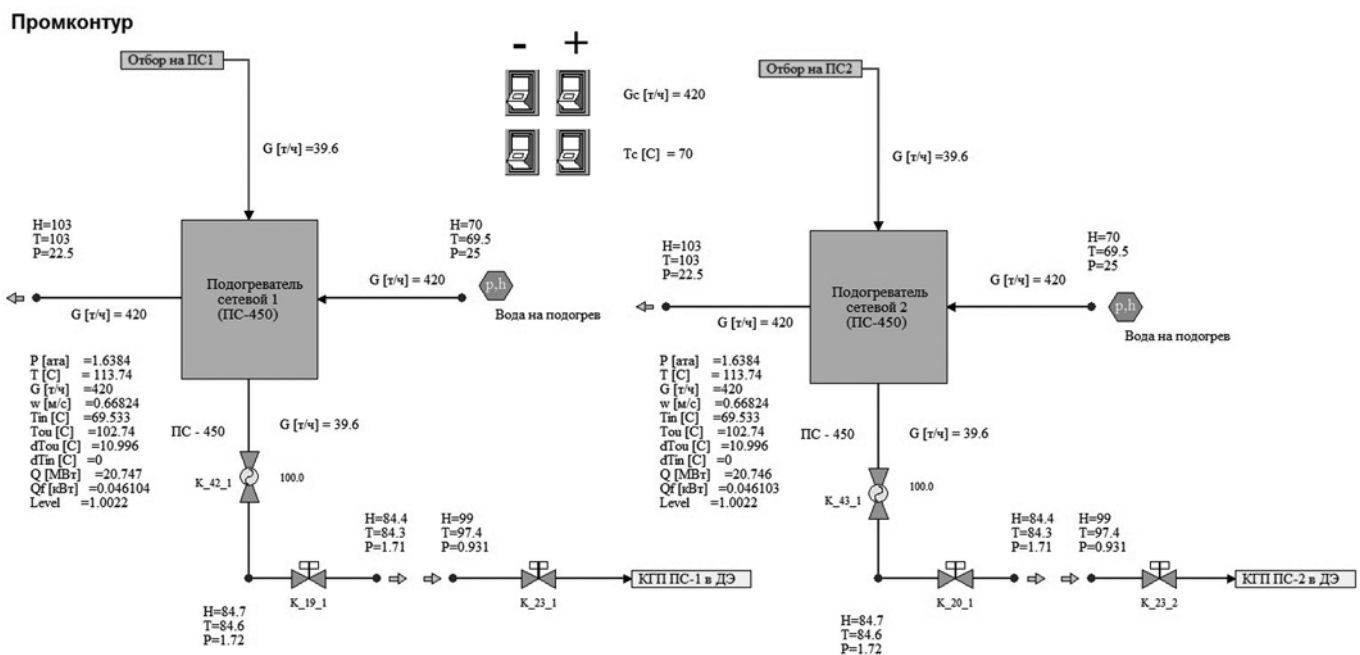 Промконтур
Отбор на ПС1
- +
Gc [т/ч] = 420
Tc [C] = 70
G [т/ч] =39.6
H=103
T=103
P=22.5
H=70
T=69.5
P=25
G [т/ч] = 420
p,h
Вода на подогрев
Подогреватель
сетевой 1
(ПС-450)
G [т/ч] = 420
P [ата] =1.6384
T [C] = 113.74
G [т/ч] =420
w [м/с] =0.66824
Tin [C] =69.533
Tou [C] =102.74
dTou [C] =10.996
dTin [C] =0
Q [МВт] =20.747
Qf [кВт] =0.046104
Level =1.0022
ПС - 450
G [т/ч] = 39.6
K_42_1
100.0
H=84.4
T=84.3
P=1.71
H=99
T=97.4
P=0.931
K_19_1
K_23_1
КГП ПС-1 в ДЭ
H=84.7
T=84.6
P=1.72
Отбор на ПС2
G [т/ч] =39.6
H=103
T=103
P=22.5
H=70
T=69.5
P=25
G [т/ч] =420
p,h
Вода на подогрев
Подогреватель
сетевой 2
(ПС-450)
G [т/ч] = 420
P [ата] =1.6384
T [C] = 113.74
G [т/ч] =420
w [м/с] =0.66824
Tin [C] =69.533
Tou [C] =102.74
dTou [C] =10.996
dTin [C] =0
Q [МВт] =20.746
Qf [кВт] =0.046103
Level =1.0022
ПС - 450
G [т/ч] = 39.6
K_43_1
100.0
H=84.4
T=84.3
P=1.71
H=99
T=97.4
P=0.931
K_20_1
K_23_2
КГП ПС-2 в ДЭ
H=84.7
T=84.6
P=1.72